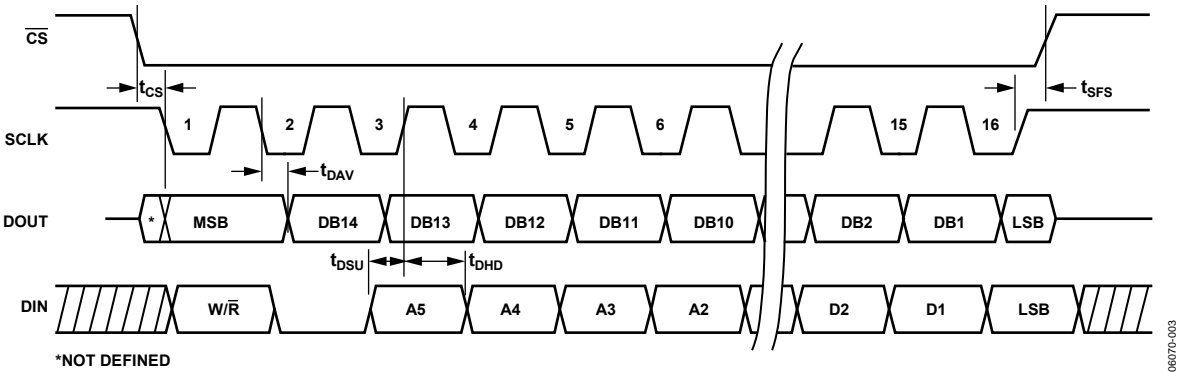 CS
tCS
tSFS
SCLK
1 2 3 4 5 6 15 16
tDAV
DOUT
* MSB DB14 DB13 DB12 DB11 DB10 DB2 DB1 LSB
tDSU tDHD
DIN
W/R A5 A4 A3 A2 D2 D1 LSB
*NOT DEFINED
06070-003